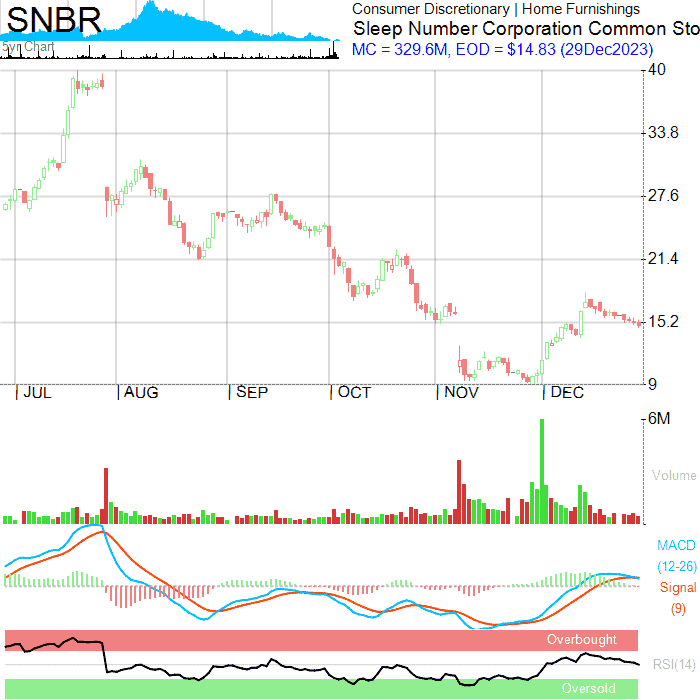 SNBR
Consumer Discretionary | Home Furnishings
Sleep Number Corporation Common Sto
5yr Chart
MC = 329.6M, EOD = $14.83 (29Dec2023)
40
33.8
27.6
21.4
15.2
9
JUL AUG SEP OCT NOV DEC
6M
Volume
MACD
(12-26)
Signal
(9)
Overbought
RSI(14)
Oversold